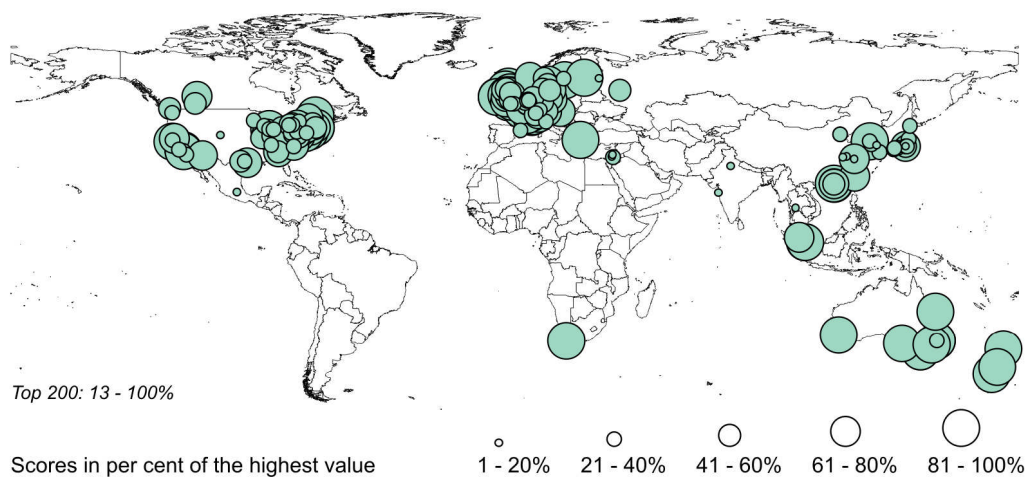 Top 200: 13 - 100%
Scores in per cent of the highest value
1 - 20%
21 - 40%
41 - 60%
61 - 80%
81 - 100%